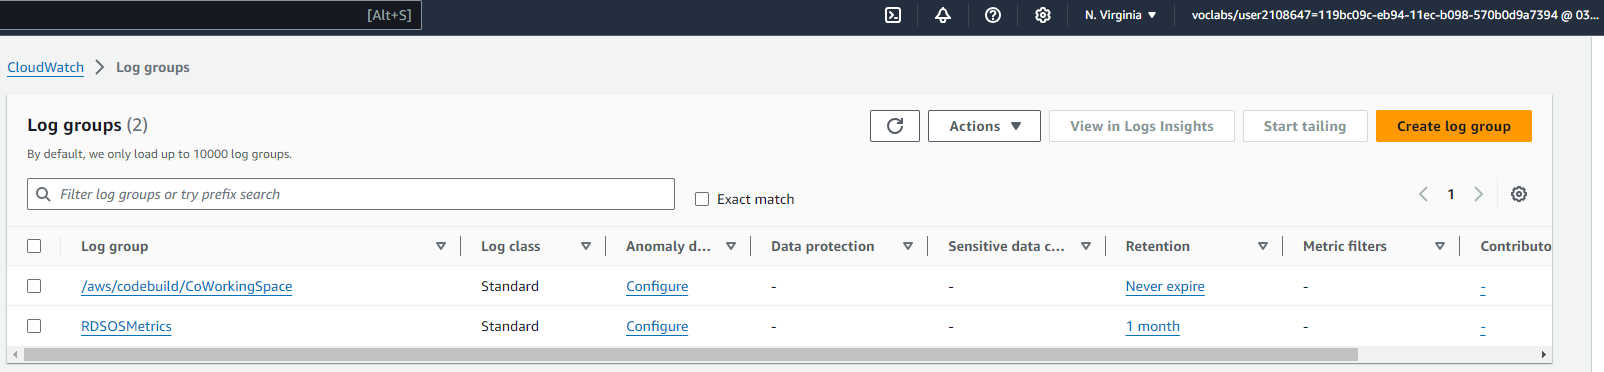 [Alt+S] N. Virginia ▼ voclabs/user2108647=119bc09c-eb94-11ec-b098-570b0d9a7394 @ 03...
CloudWatch > Log groups
Log groups (2) Actions ▼ View in Logs Insights Start tailing Create log group
By default, we only load up to 10000 log groups.
Filter log groups or try prefix search Exact match < 1 >
Log group Log class Anomaly d... Data protection Sensitive data c... Retention Metric filters Contributo
/aws/codebuild/CoWorkingSpace Standard Configure - - Never expire - -
RDSOSMetrics Standard Configure - - 1 month - -